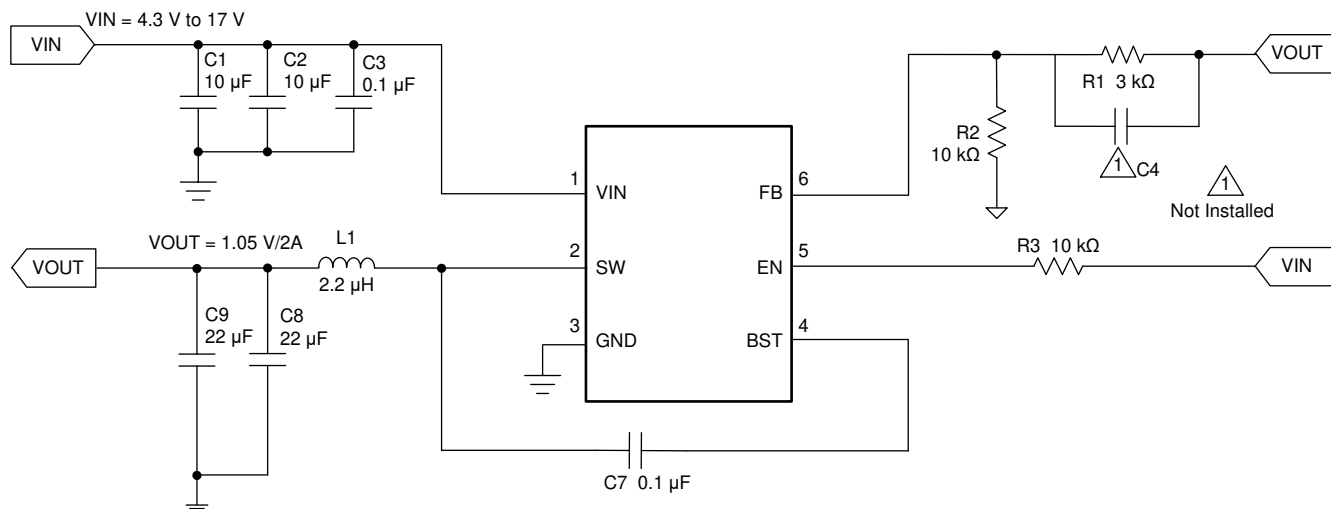 VIN = 4.3 V to 17 V
VIN
C1
10 µF
C2
10 µF
C3
0.1 µF
VOUT
R1 3 kΩ
R2
10 kΩ
1
C4
1
Not Installed
1
VIN
FB
6
VOUT = 1.05 V/2A
L1
2.2 µH
VOUT
2
SW
EN
5
R3 10 kΩ
VIN
C9
22 µF
C8
22 µF
3
GND
BST
4
C7 0.1 µF